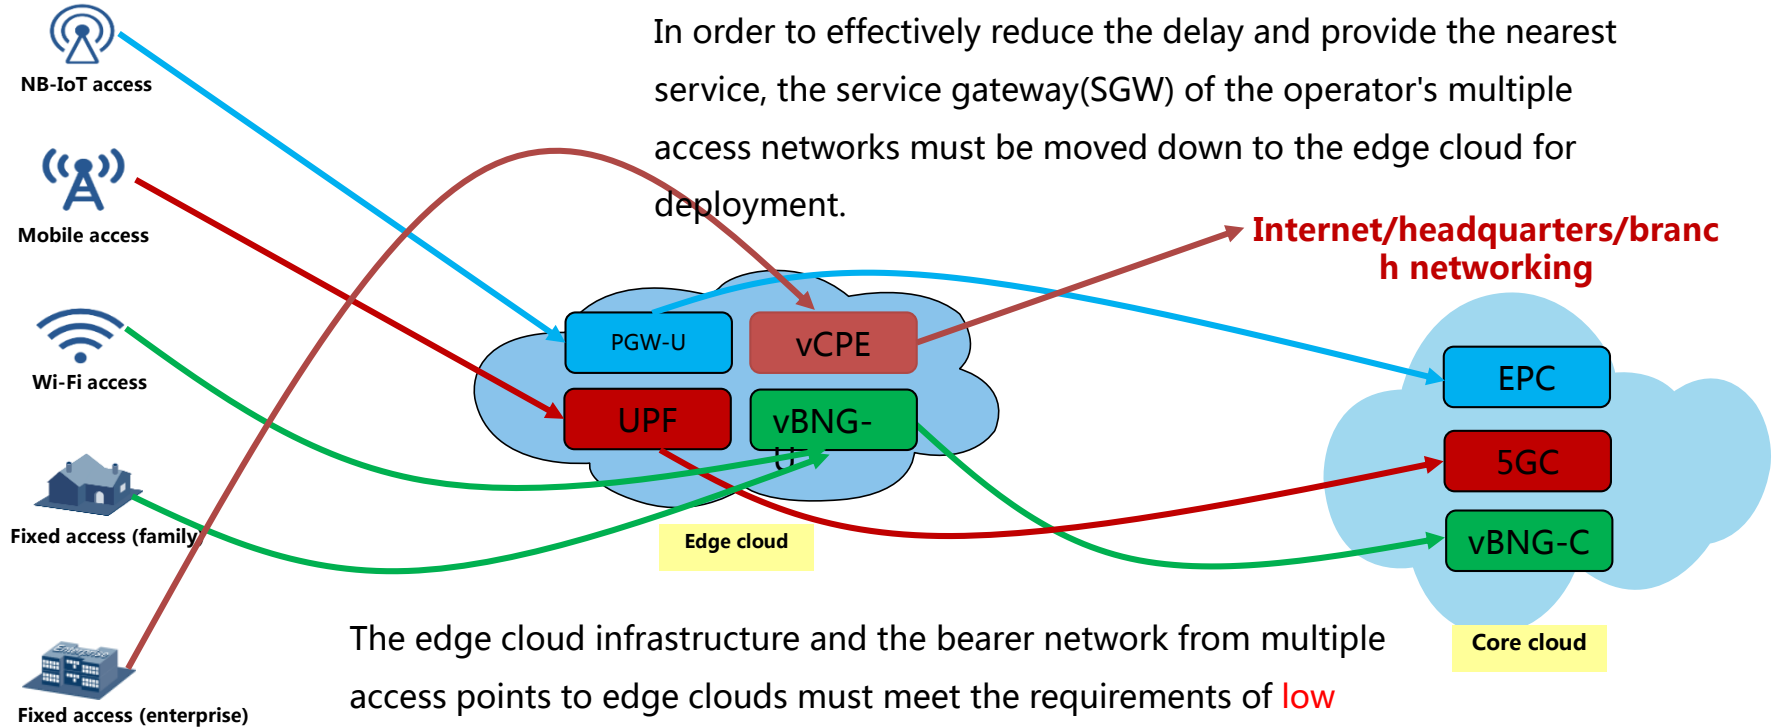 In order to effectively reduce the delay and provide the nearest
service, the service gateway(SGW) of the operator's multiple
access networks must be moved down to the edge cloud for
deployment.
NB-IoT access
Mobile access
Wi-Fi access
Fixed access (family)
Enterprise
Fixed access (enterprise)
PGW-U
vCPE
UPF
vBNG-
U
Edge cloud
Internet/headquarters/branc
h networking
EPC
5GC
vBNG-C
Core cloud
The edge cloud infrastructure and the bearer network from multiple
access points to edge clouds must meet the requirements of low